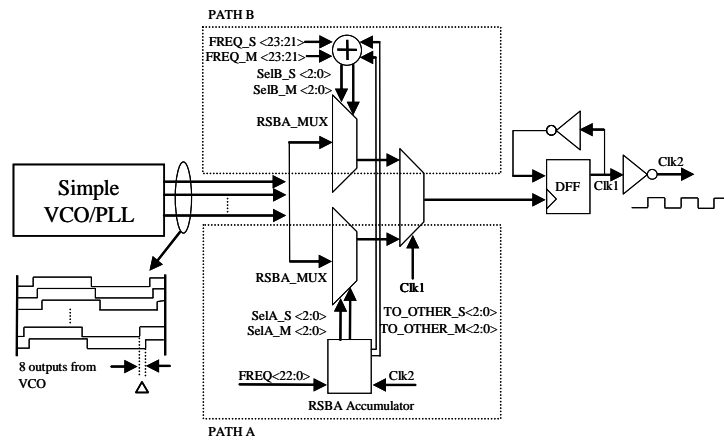 PATH B
FREQ_S <23:21>
FREQ_M <23:21>
+
SelB_S <2:0>
SelB_M <2:0>
RSBA_MUX
Simple
VCO/PLL
DFF
Clk1
Clk2
RSBA_MUX
Clk1
SelA_S <2:0>
SelA_M <2:0>
TO_OTHER_S<2:0>
TO_OTHER_M<2:0>
8 outputs from
VCO
Δ
FREQ<22:0>
Clk2
RSBA Accumulator
PATH A